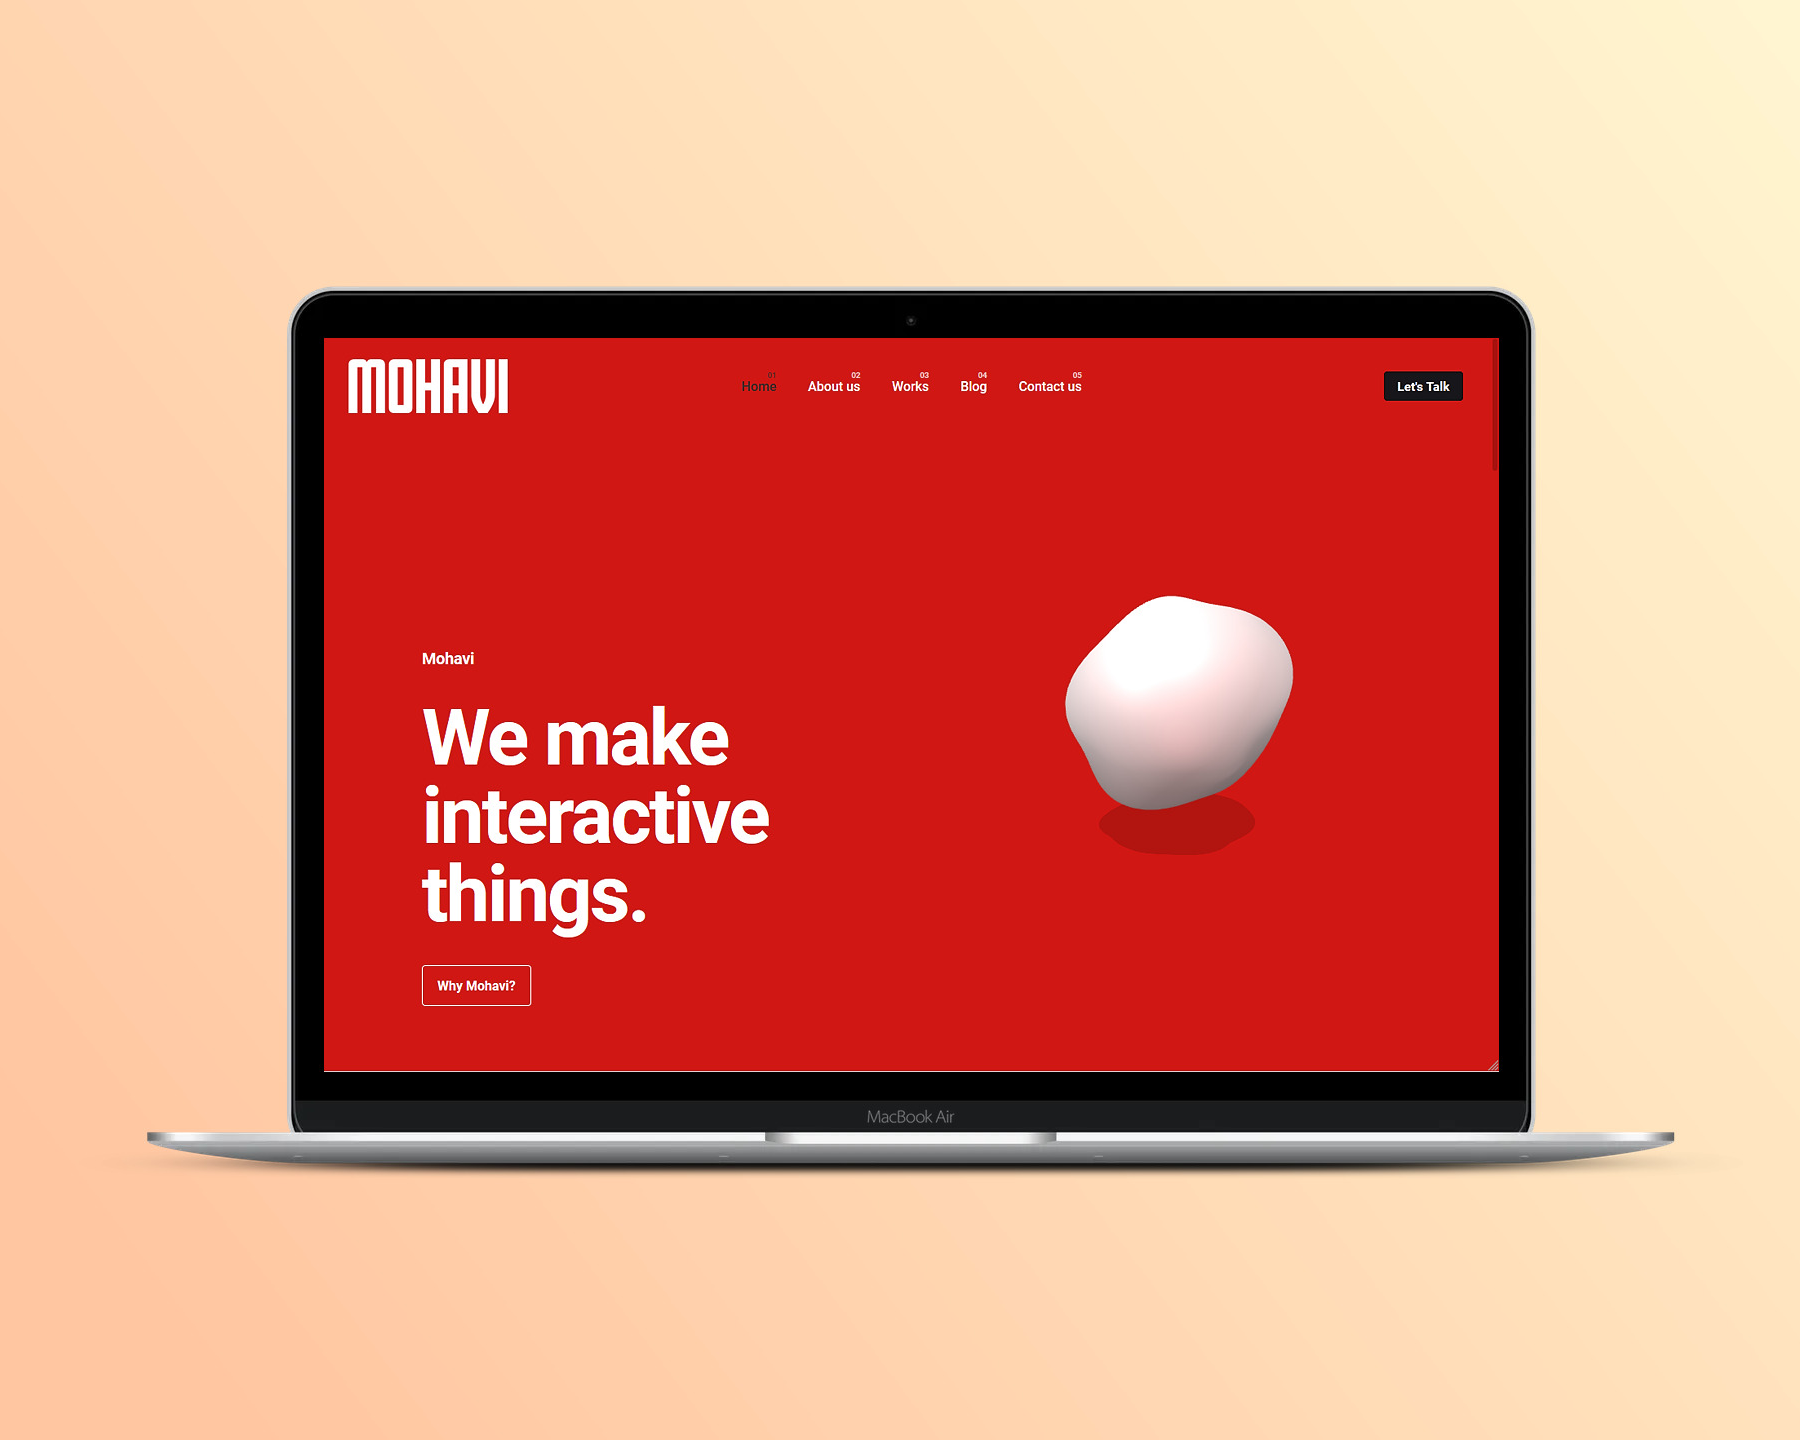 MOHAVI
01 02 03 04 05
Home About us Works Blog Contact us
Let's Talk
Mohavi
We make
interactive
things.
Why Mohavi?
MacBook Air